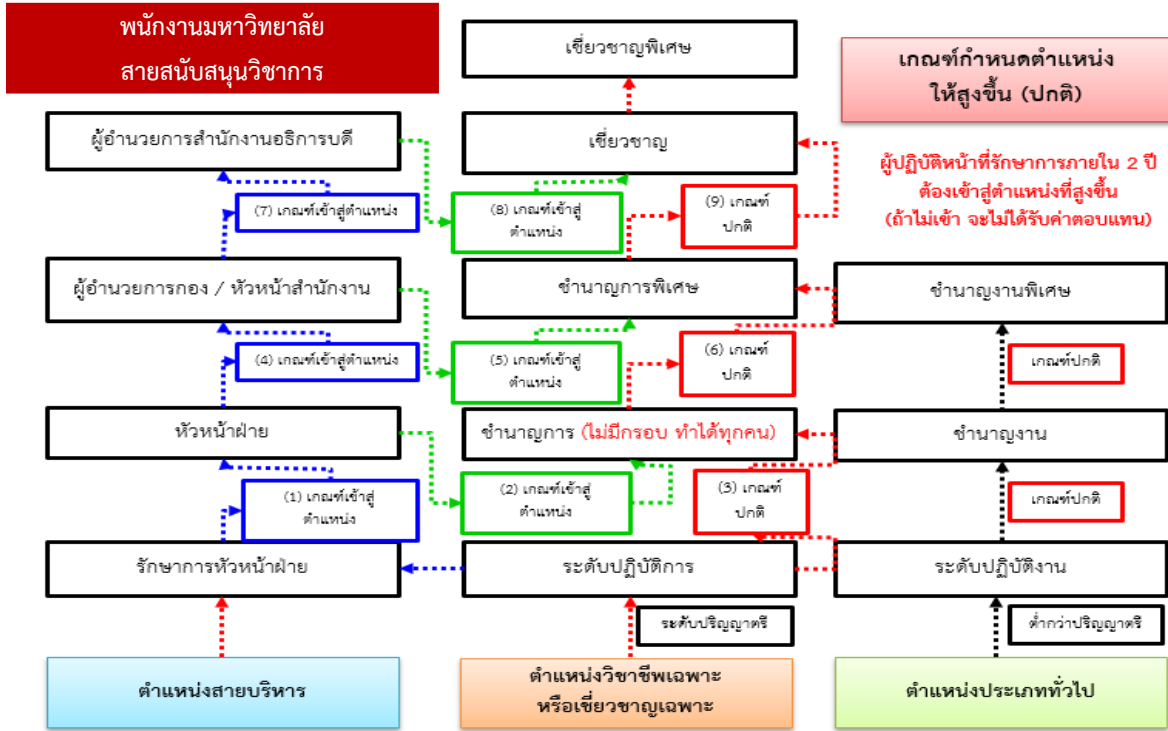 พนักงานมหาวิทยาลัย
สายสนับสนุนวิชาการ
เชี่ยวชาญพิเศษ
เกณฑ์กำหนดตำแหน่ง
ให้สูงขึ้น (ปกติ)
ผู้อำนวยการสำนักงานอธิการบดี
เชี่ยวชาญ
ผู้ปฏิบัติหน้าที่รักษาการภายใน 2 ปี
ต้องเข้าสู่ตำแหน่งที่สูงขึ้น
(ถ้าไม่เข้า จะไม่ได้รับค่าตอบแทน)
(7) เกณฑ์เข้าสู่ตำแหน่ง
(8) เกณฑ์เข้าสู่
ตำแหน่ง
(9) เกณฑ์
ปกติ
ผู้อำนวยการกอง / หัวหน้าสำนักงาน
ชำนาญการพิเศษ
ชำนาญงานพิเศษ
(4) เกณฑ์เข้าสู่ตำแหน่ง
(5) เกณฑ์เข้าสู่
ตำแหน่ง
(6) เกณฑ์
ปกติ
เกณฑ์ปกติ
หัวหน้าฝ่าย
ชำนาญการ (ไม่มีกรอบ ทำได้ทุกคน)
ชำนาญงาน
(1) เกณฑ์เข้าสู่
ตำแหน่ง
(2) เกณฑ์เข้าสู่
ตำแหน่ง
(3) เกณฑ์
ปกติ
เกณฑ์ปกติ
รักษาการหัวหน้าฝ่าย
ระดับปฏิบัติการ
ระดับปฏิบัติงาน
ระดับปริญญาตรี
ต่ำกว่าปริญญาตรี
ตำแหน่งสายบริหาร
ตำแหน่งวิชาชีพเฉพาะ
หรือเชี่ยวชาญเฉพาะ
ตำแหน่งประเภททั่วไป